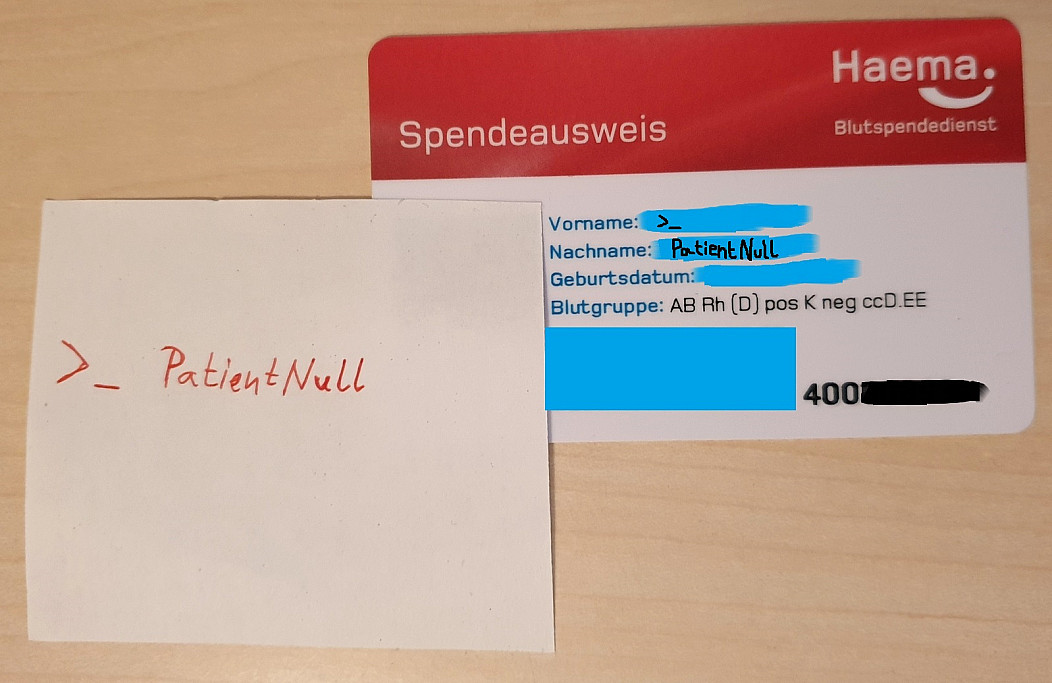 Haema.
Blutspendedienst
Spendeausweis
Vorname: >_
Nachname: PatientNull
Geburtsdatum:
Blutgruppe: AB Rh (D) pos K neg ccD.EE
400
>_ PatientNull